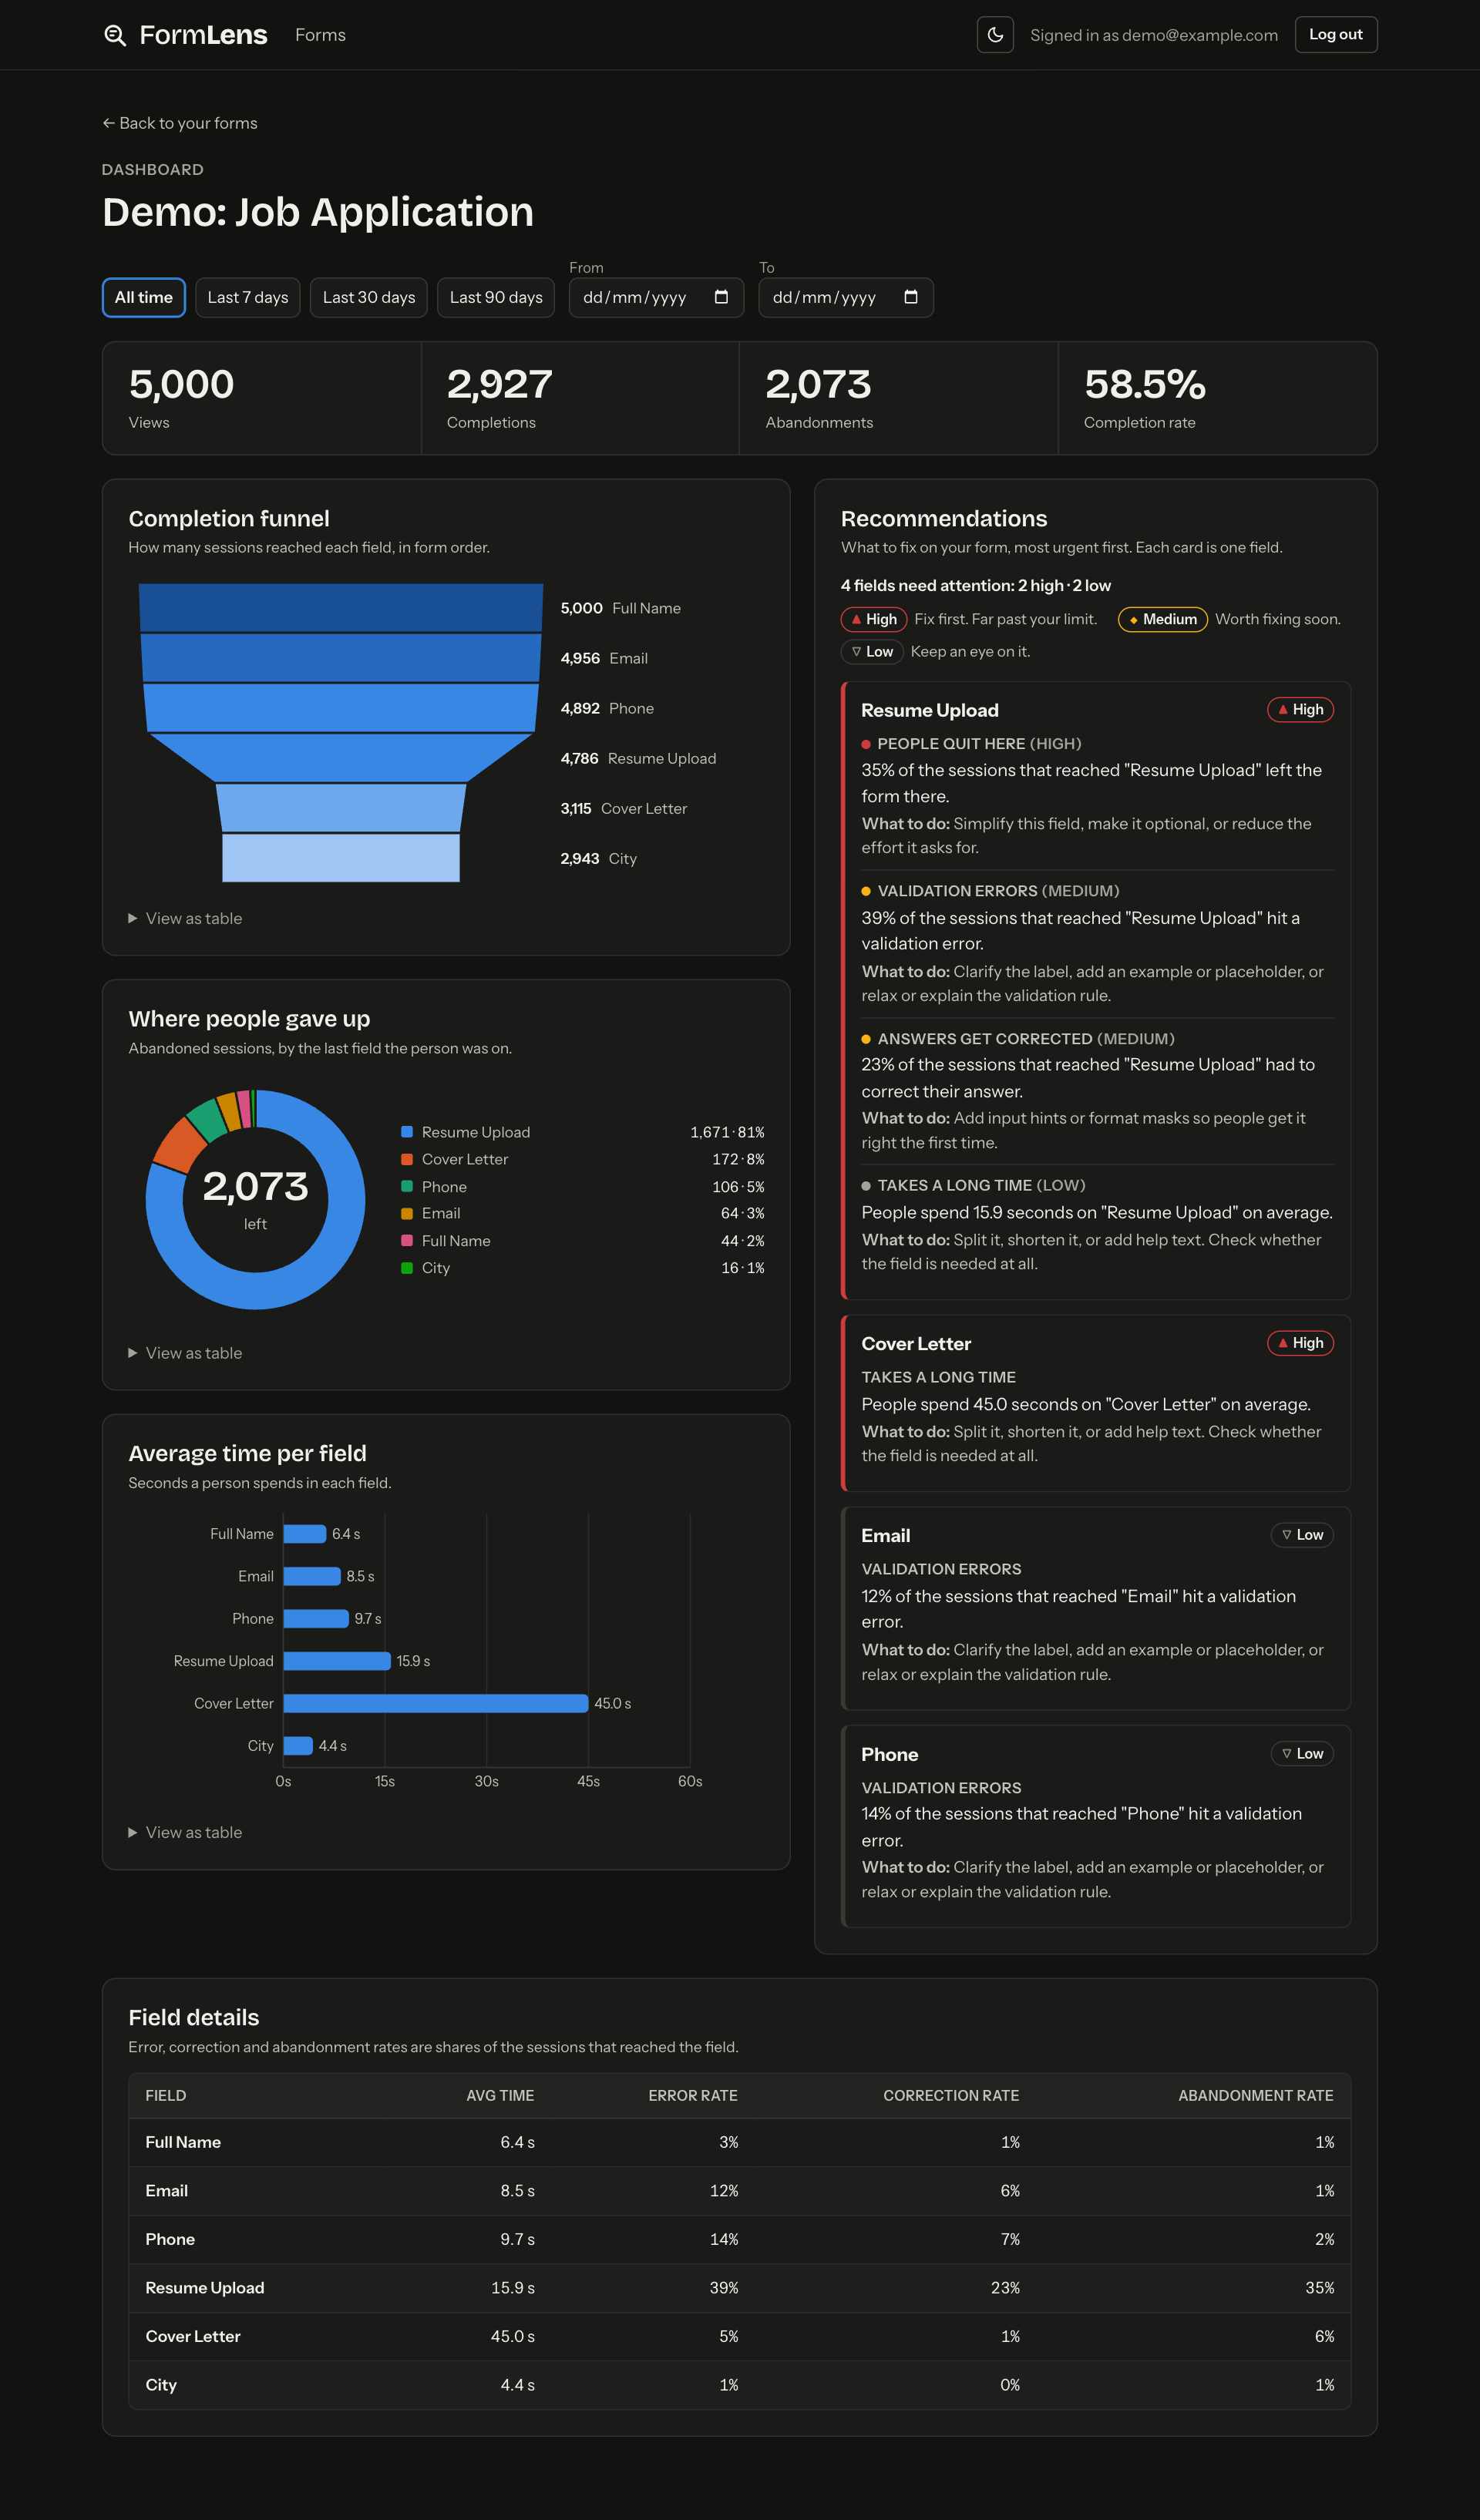 FormLens
Forms
Signed in as demo@example.com
Log out
← Back to your forms
DASHBOARD
Demo: Job Application
All time
Last 7 days
Last 30 days
Last 90 days
From
dd/mm/yyyy
To
dd/mm/yyyy
5,000
Views
2,927
Completions
2,073
Abandonments
58.5%
Completion rate
Completion funnel
How many sessions reached each field, in form order.
5,000 Full Name
4,956 Email
4,892 Phone
4,786 Resume Upload
3,115 Cover Letter
2,943 City
▶ View as table
Where people gave up
Abandoned sessions, by the last field the person was on.
2,073
left
Resume Upload 1,671·81%
Cover Letter 172·8%
Phone 106·5%
Email 64·3%
Full Name 44·2%
City 16·1%
▶ View as table
Average time per field
Seconds a person spends in each field.
Full Name 6.4 s
Email 8.5 s
Phone 9.7 s
Resume Upload 15.9 s
Cover Letter 45.0 s
City 4.4 s
0s 15s 30s 45s 60s
▶ View as table
Recommendations
What to fix on your form, most urgent first. Each card is one field.
4 fields need attention: 2 high · 2 low
▲ High Fix first. Far past your limit. ◆ Medium Worth fixing soon.
▽ Low Keep an eye on it.
Resume Upload ▲ High
PEOPLE QUIT HERE (HIGH)
35% of the sessions that reached "Resume Upload" left the
form there.
What to do: Simplify this field, make it optional, or reduce the
effort it asks for.
VALIDATION ERRORS (MEDIUM)
39% of the sessions that reached "Resume Upload" hit a
validation error.
What to do: Clarify the label, add an example or placeholder, or
relax or explain the validation rule.
ANSWERS GET CORRECTED (MEDIUM)
23% of the sessions that reached "Resume Upload" had to
correct their answer.
What to do: Add input hints or format masks so people get it
right the first time.
TAKES A LONG TIME (LOW)
People spend 15.9 seconds on "Resume Upload" on average.
What to do: Split it, shorten it, or add help text. Check whether
the field is needed at all.
Cover Letter ▲ High
TAKES A LONG TIME
People spend 45.0 seconds on "Cover Letter" on average.
What to do: Split it, shorten it, or add help text. Check whether
the field is needed at all.
Email ▽ Low
VALIDATION ERRORS
12% of the sessions that reached "Email" hit a validation
error.
What to do: Clarify the label, add an example or placeholder, or
relax or explain the validation rule.
Phone ▽ Low
VALIDATION ERRORS
14% of the sessions that reached "Phone" hit a validation
error.
What to do: Clarify the label, add an example or placeholder, or
relax or explain the validation rule.
Field details
Error, correction and abandonment rates are shares of the sessions that reached the field.
FIELD AVG TIME ERROR RATE CORRECTION RATE ABANDONMENT RATE
Full Name 6.4 s 3% 1% 1%
Email 8.5 s 12% 6% 1%
Phone 9.7 s 14% 7% 2%
Resume Upload 15.9 s 39% 23% 35%
Cover Letter 45.0 s 5% 1% 6%
City 4.4 s 1% 0% 1%